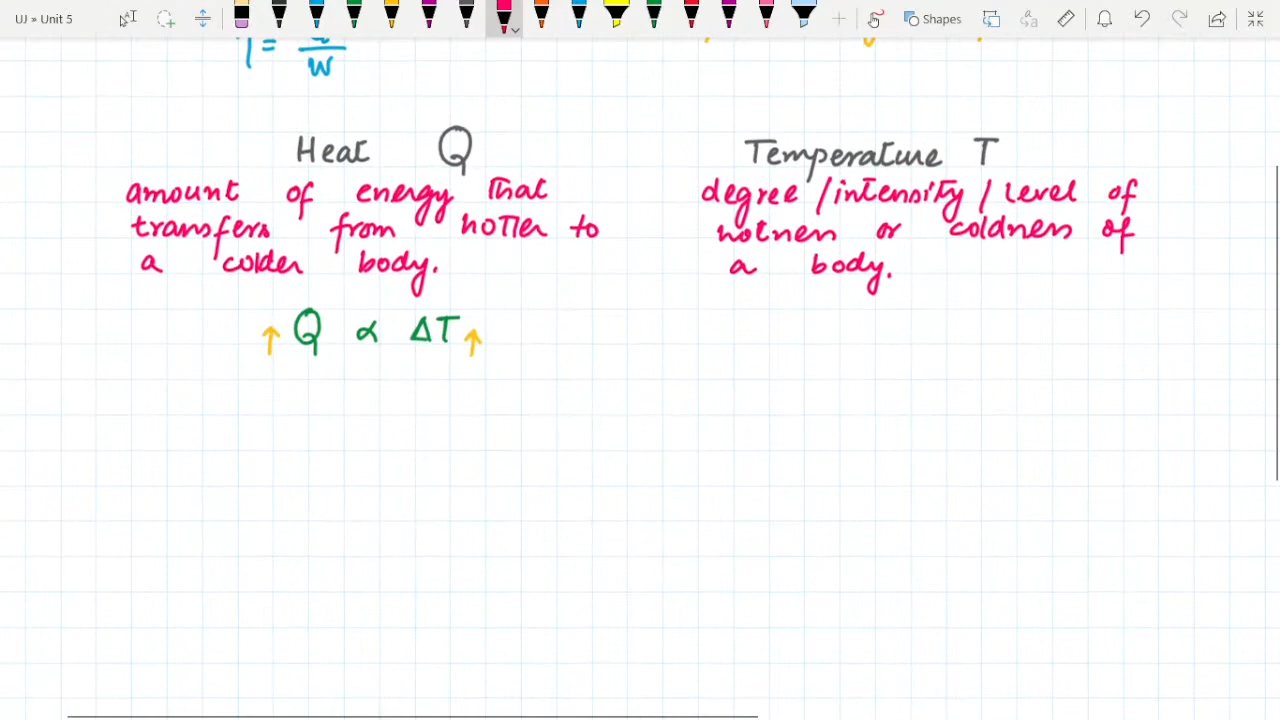 UJ » Unit 5
Shapes
W
Heat Q
amount of energy that
transfers from hotter to
a colder body.
↑ Q ∝ ΔT ↑
Temperature T
degree/intensity/level of
hotness or coldness of
a body.